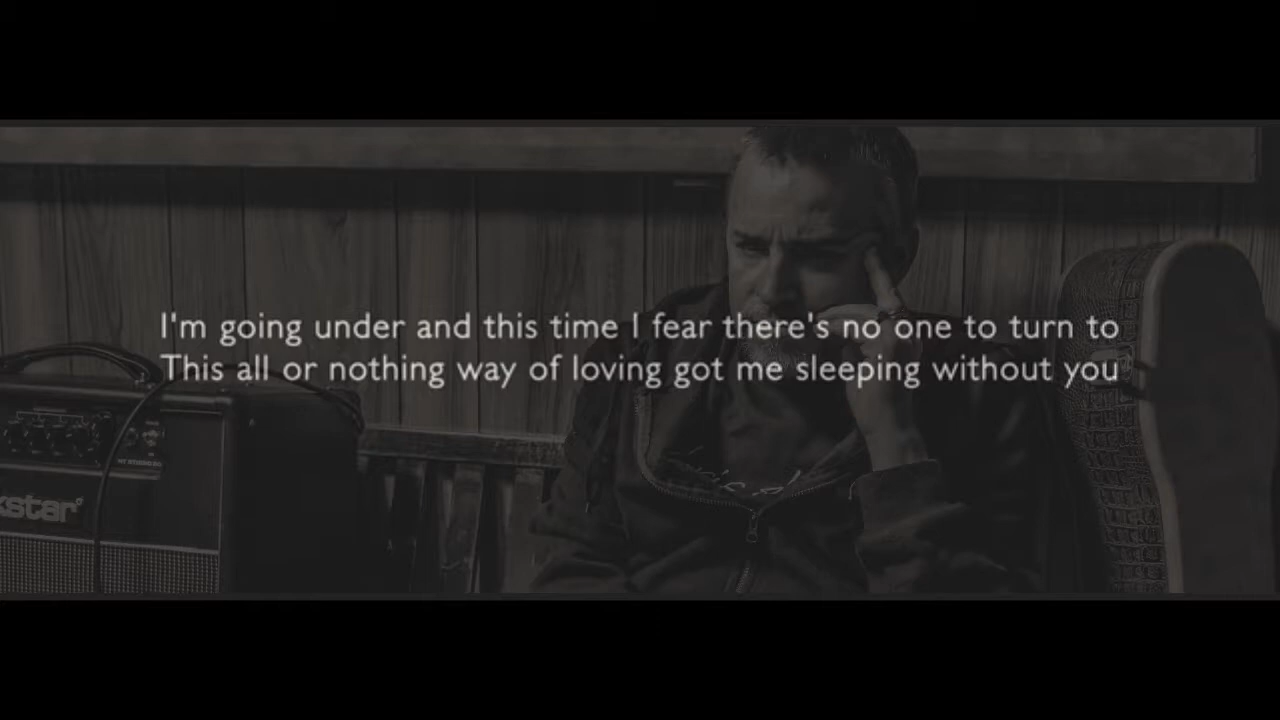 I'm going under and this time I fear there's no one to turn to
This all or nothing way of loving got me sleeping without you
kstar